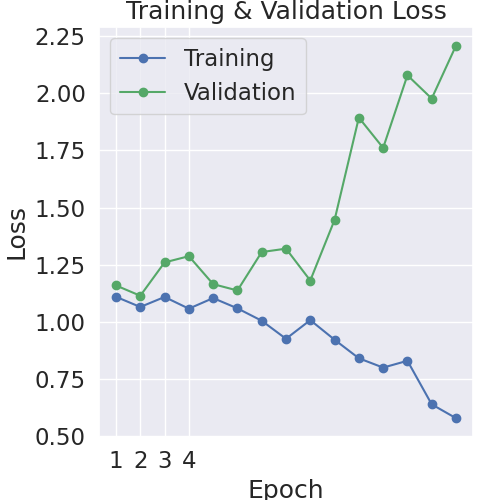 Training & Validation Loss
2.25
2.00
1.75
1.50
1.25
1.00
0.75
0.50
Loss
Training
Validation
1 2 3 4
Epoch